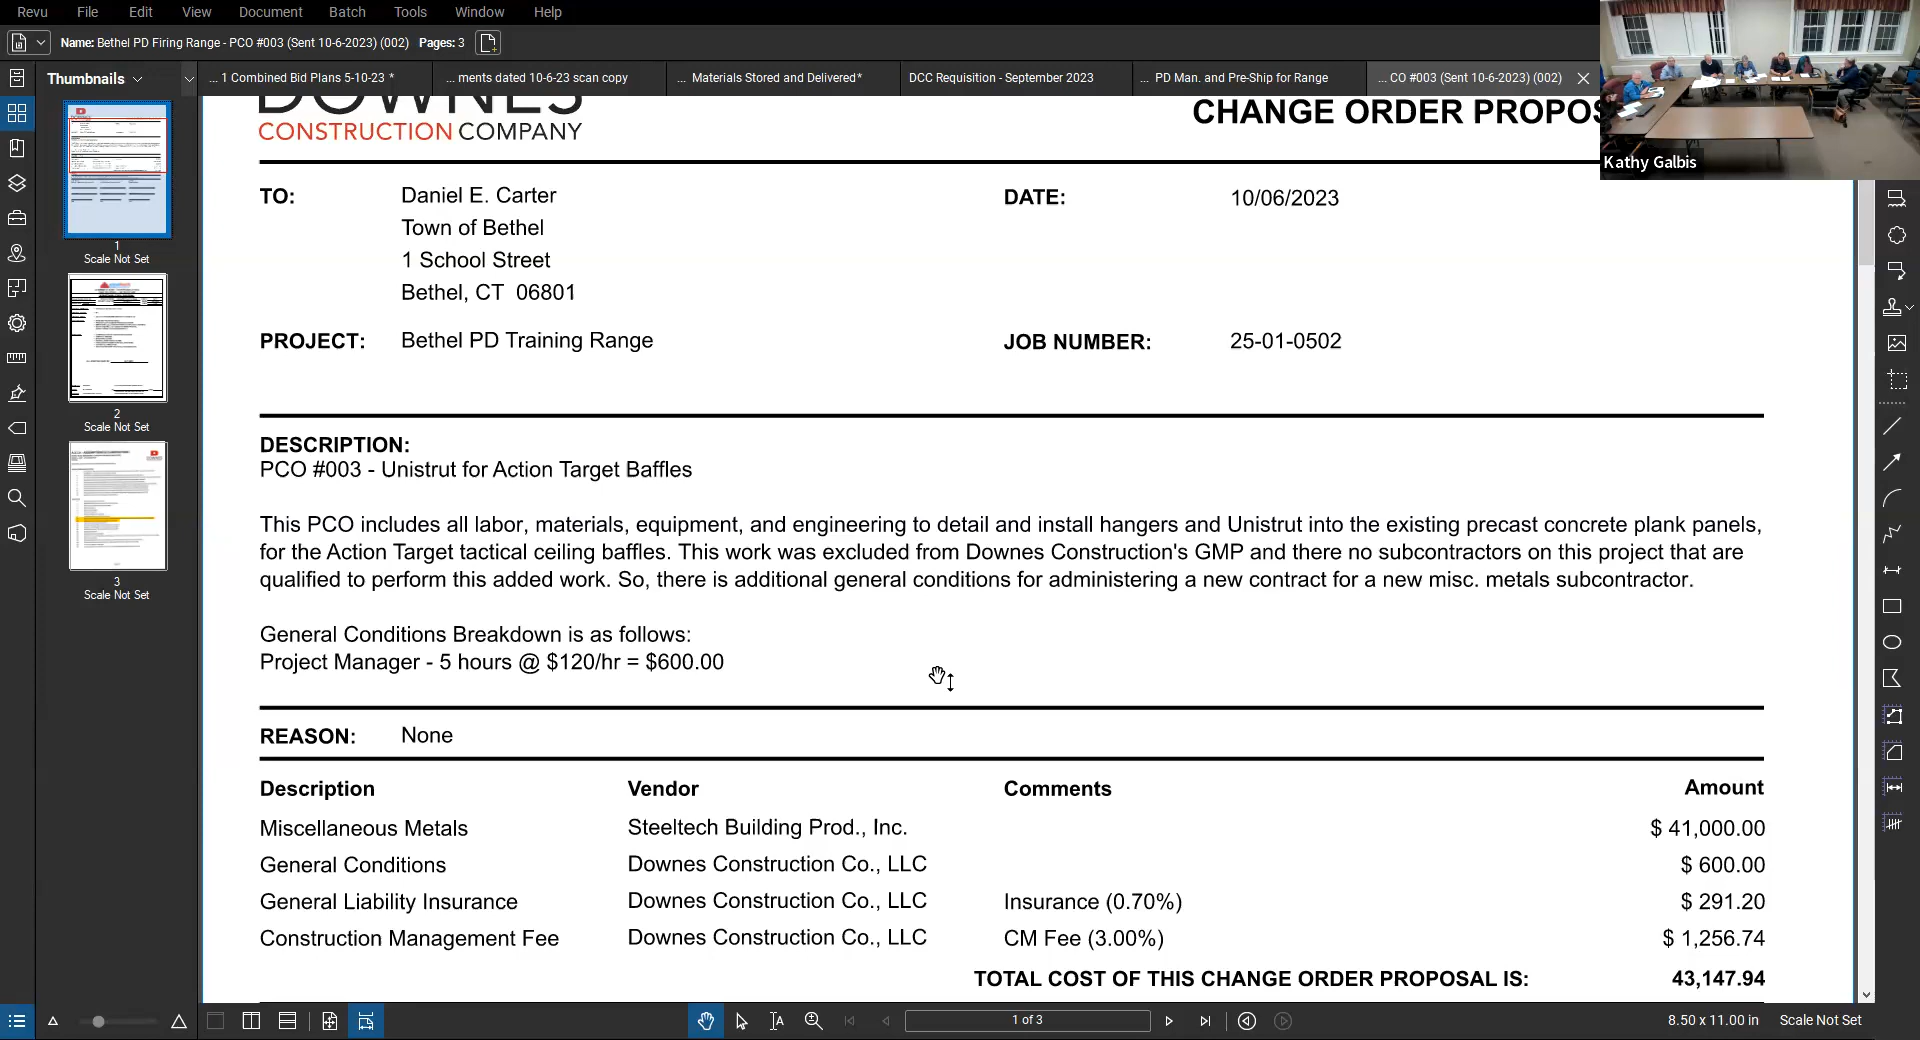 Revu File Edit View Document Batch Tools Window Help
Name: Bethel PD Firing Range - PCO #003 (Sent 10-6-2023) (002) Pages: 3
Thumbnails
... 1 Combined Bid Plans 5-10-23 *
... ments dated 10-6-23 scan copy
... Materials Stored and Delivered*
DCC Requisition - September 2023
... PD Man. and Pre-Ship for Range
... CO #003 (Sent 10-6-2023) (002)
Kathy Galbis
1
Scale Not Set
2
Scale Not Set
3
Scale Not Set
DOWNES
CONSTRUCTION COMPANY
CHANGE ORDER PROPOS
TO: Daniel E. Carter
Town of Bethel
1 School Street
Bethel, CT 06801
DATE: 10/06/2023
PROJECT: Bethel PD Training Range
JOB NUMBER: 25-01-0502
DESCRIPTION:
PCO #003 - Unistrut for Action Target Baffles
This PCO includes all labor, materials, equipment, and engineering to detail and install hangers and Unistrut into the existing precast concrete plank panels,
for the Action Target tactical ceiling baffles. This work was excluded from Downes Construction's GMP and there no subcontractors on this project that are
qualified to perform this added work. So, there is additional general conditions for administering a new contract for a new misc. metals subcontractor.
General Conditions Breakdown is as follows:
Project Manager - 5 hours @ $120/hr = $600.00
REASON: None
Description Vendor Comments Amount
Miscellaneous Metals Steeltech Building Prod., Inc. $ 41,000.00
General Conditions Downes Construction Co., LLC $ 600.00
General Liability Insurance Downes Construction Co., LLC Insurance (0.70%) $ 291.20
Construction Management Fee Downes Construction Co., LLC CM Fee (3.00%) $ 1,256.74
TOTAL COST OF THIS CHANGE ORDER PROPOSAL IS: 43,147.94
1 of 3
8.50 x 11.00 in Scale Not Set